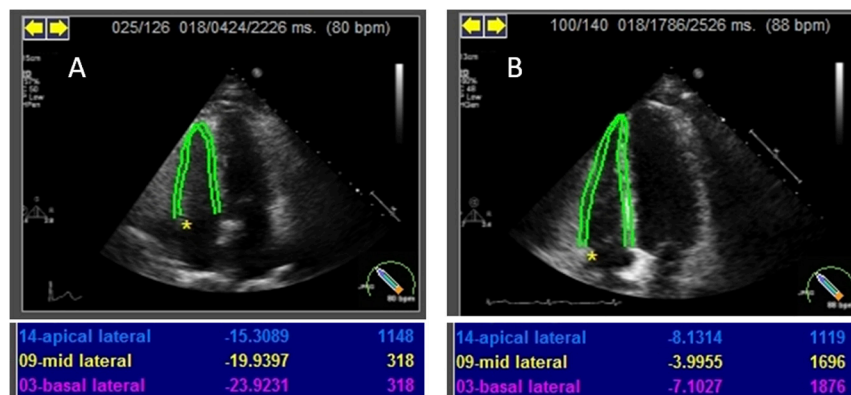 025/126 018/0424/2226 ms. (80 bpm)
A
14-apical lateral -15.3089 1148
09-mid lateral -19.9397 318
03-basal lateral -23.9231 318
100/140 018/1786/2526 ms. (88 bpm)
B
14-apical lateral -8.1314 1119
09-mid lateral -3.9955 1696
03-basal lateral -7.1027 1876